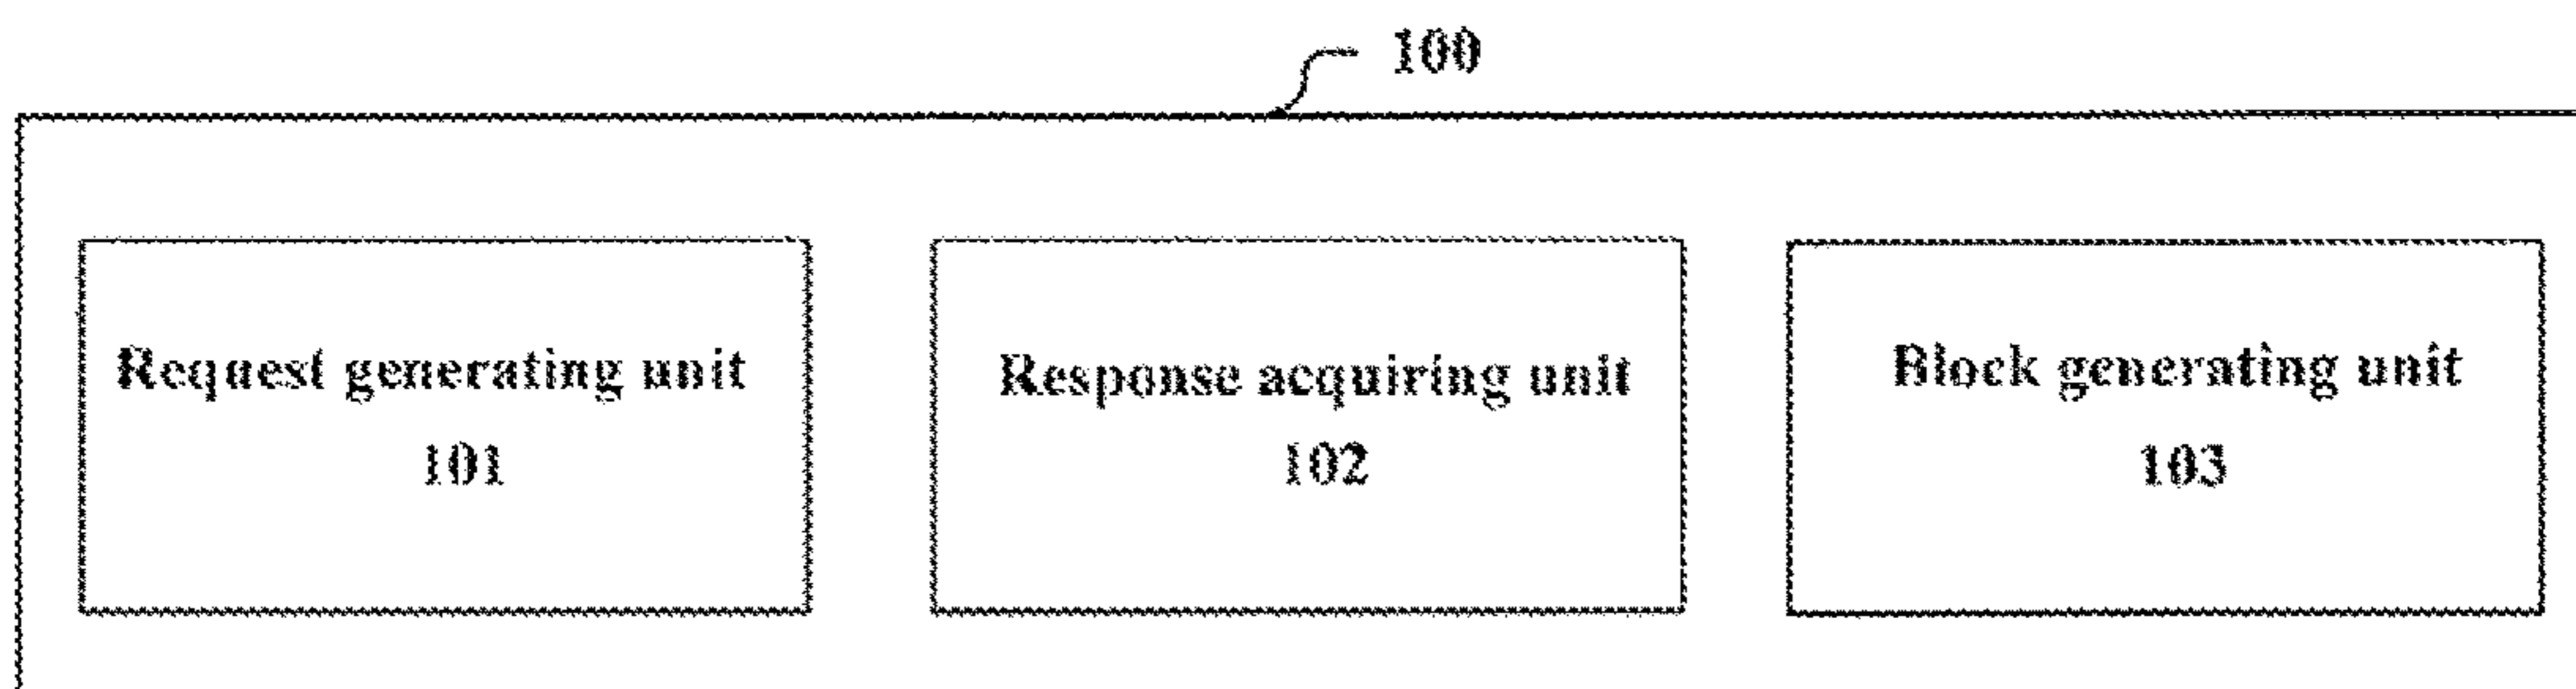 100
Request generating unit
101
Response acquiring unit
102
Block generating unit
103